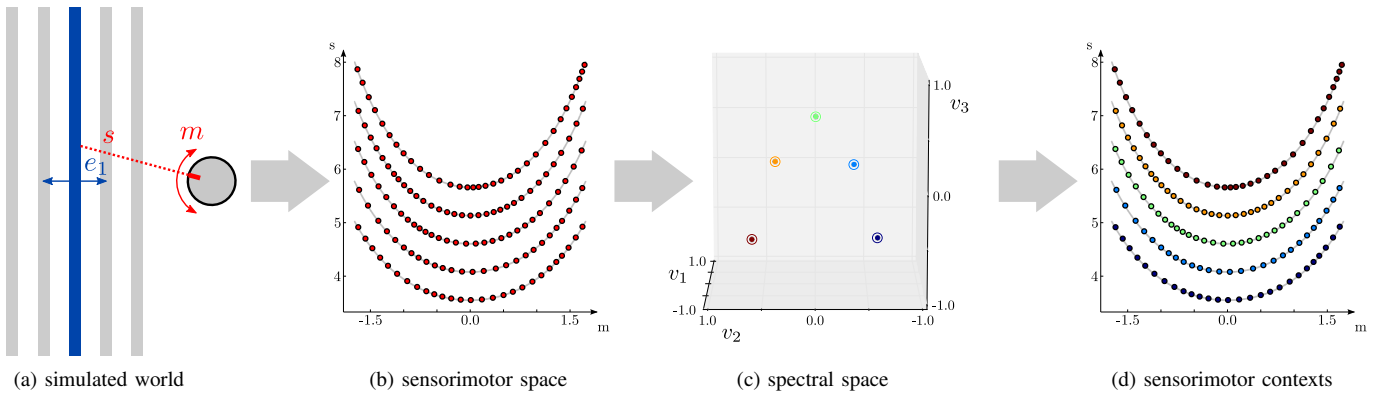 s
m
e₁
(a) simulated world
s
8
7
6
5
4
-1.5 0.0 1.5
m
(b) sensorimotor space
1.0
v₃
0.0
-1.0
1.0
v₁
-1.0
1.0 0.0 -1.0
v₂
(c) spectral space
s
8
7
6
5
4
-1.5 0.0 1.5
m
(d) sensorimotor contexts